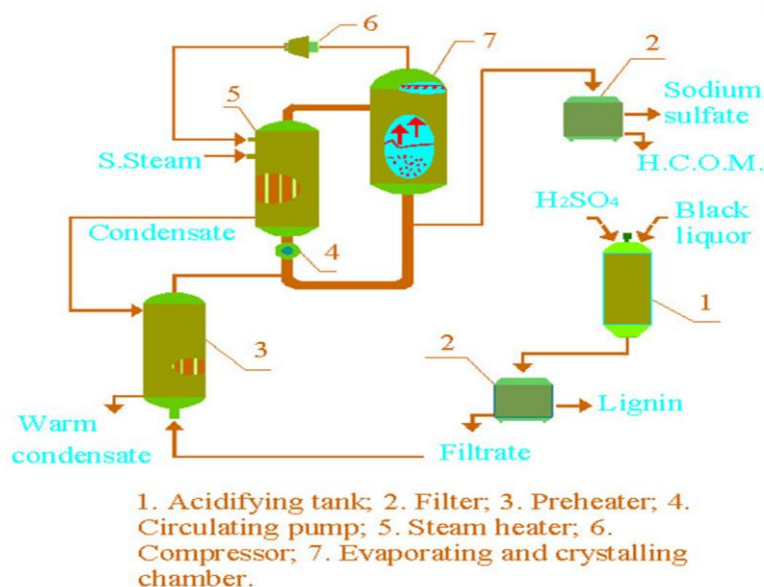 6
7
2
5
Sodium
sulfate
S.Steam
H.C.O.M.
H2SO4
Black
liquor
Condensate
4
1
3
2
Lignin
Warm
condensate
Filtrate
1. Acidifying tank; 2. Filter; 3. Preheater; 4.
Circulating pump; 5. Steam heater; 6.
Compressor; 7. Evaporating and crystalling
chamber.